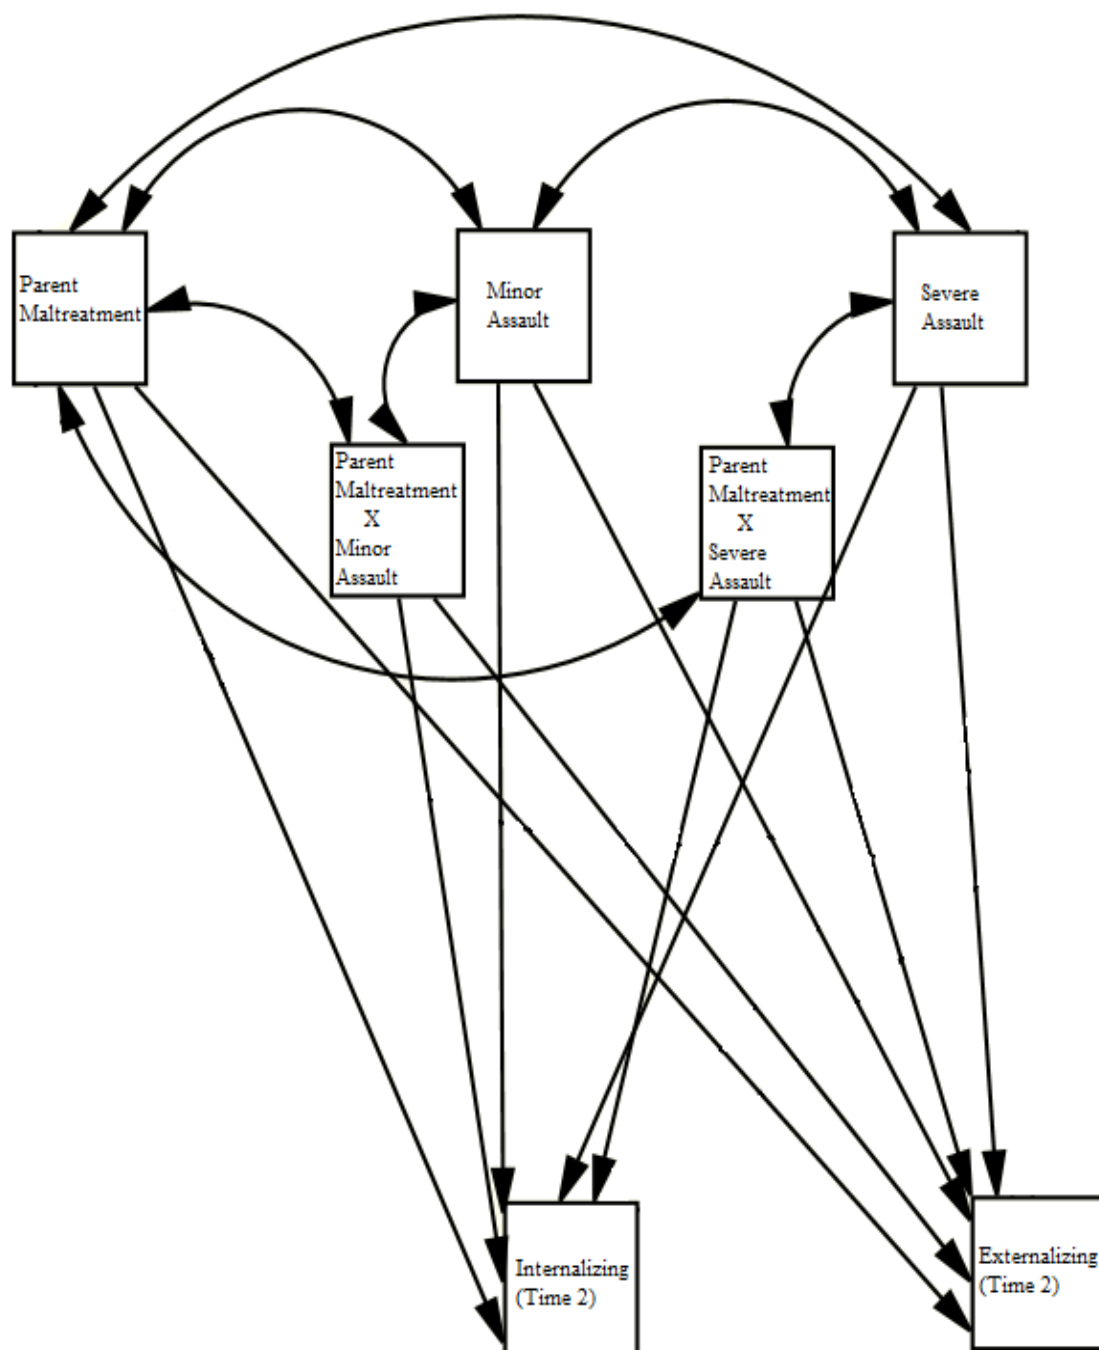 Parent
Maltreatment
Minor
Assault
Severe
Assault
Parent
Maltreatment
X
Minor
Assault
Parent
Maltreatment
X
Severe
Assault
Internalizing
(Time 2)
Externalizing
(Time 2)